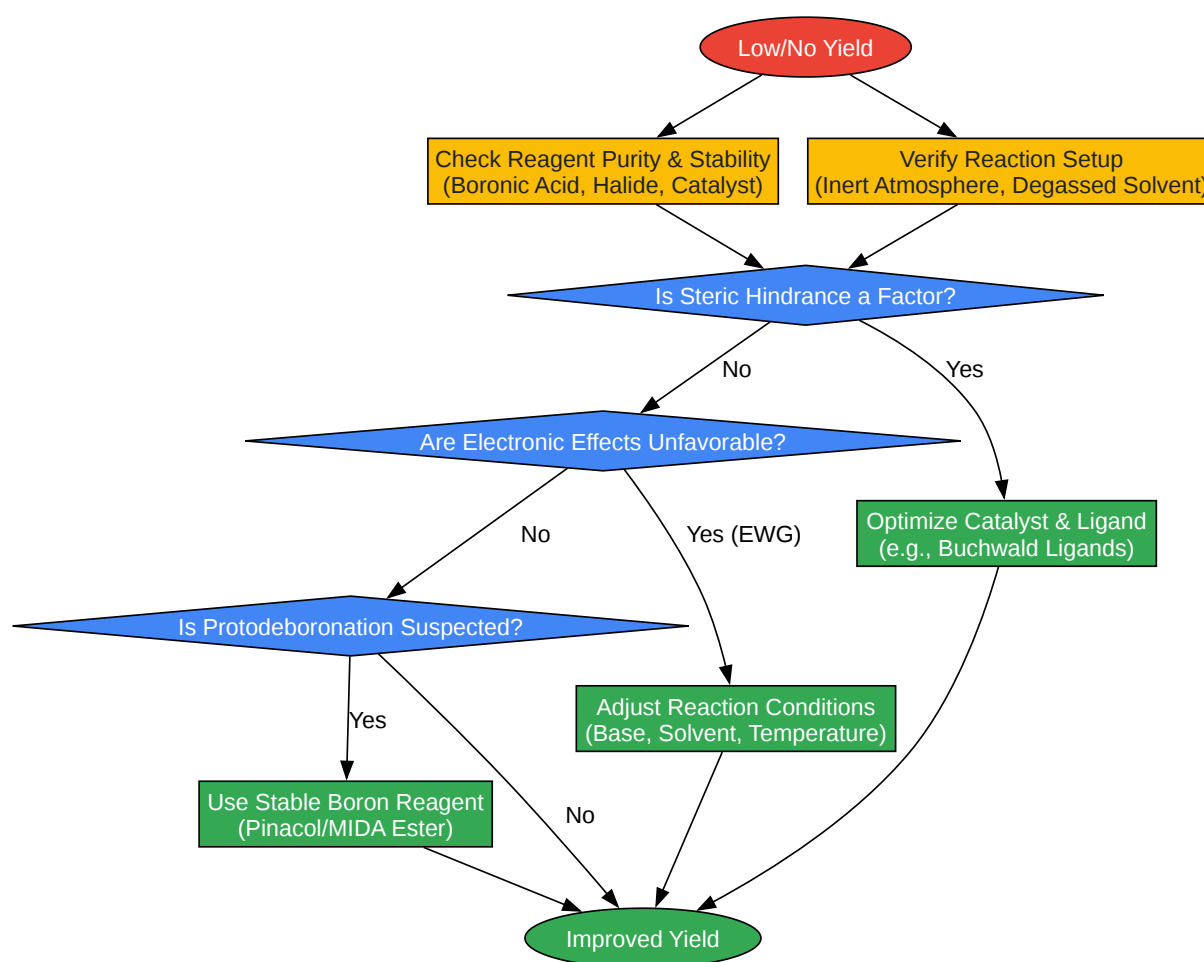 Low/No Yield
Check Reagent Purity & Stability
(Boronic Acid, Halide, Catalyst)
Verify Reaction Setup
(Inert Atmosphere, Degassed Solvent)
Is Steric Hindrance a Factor?
No
Yes
Are Electronic Effects Unfavorable?
No
Yes (EWG)
Optimize Catalyst & Ligand
(e.g., Buchwald Ligands)
Is Protodeboronation Suspected?
Yes
Adjust Reaction Conditions
(Base, Solvent, Temperature)
Use Stable Boron Reagent
(Pinacol/MIDA Ester)
No
Improved Yield